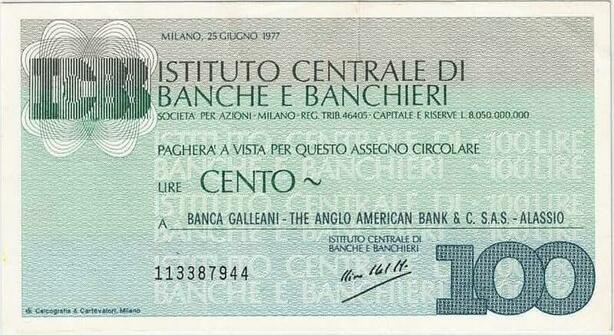 MILANO, 25 GIUGNO 1977
ICB
ISTITUTO CENTRALE DI
BANCHE E BANCHIERI
SOCIETA' PER AZIONI - MILANO - REG. TRIB. 46405 - CAPITALE E RISERVE L. 8.050.000.000
PAGHERA' A VISTA PER QUESTO ASSEGNO CIRCOLARE
LIRE CENTO ~
A BANCA GALLEANI - THE ANGLO AMERICAN BANK & C. S.A.S. - ALASSIO
ISTITUTO CENTRALE DI
BANCHE E BANCHIERI
113387944
100
Calcografia & Cartevalori, Milano